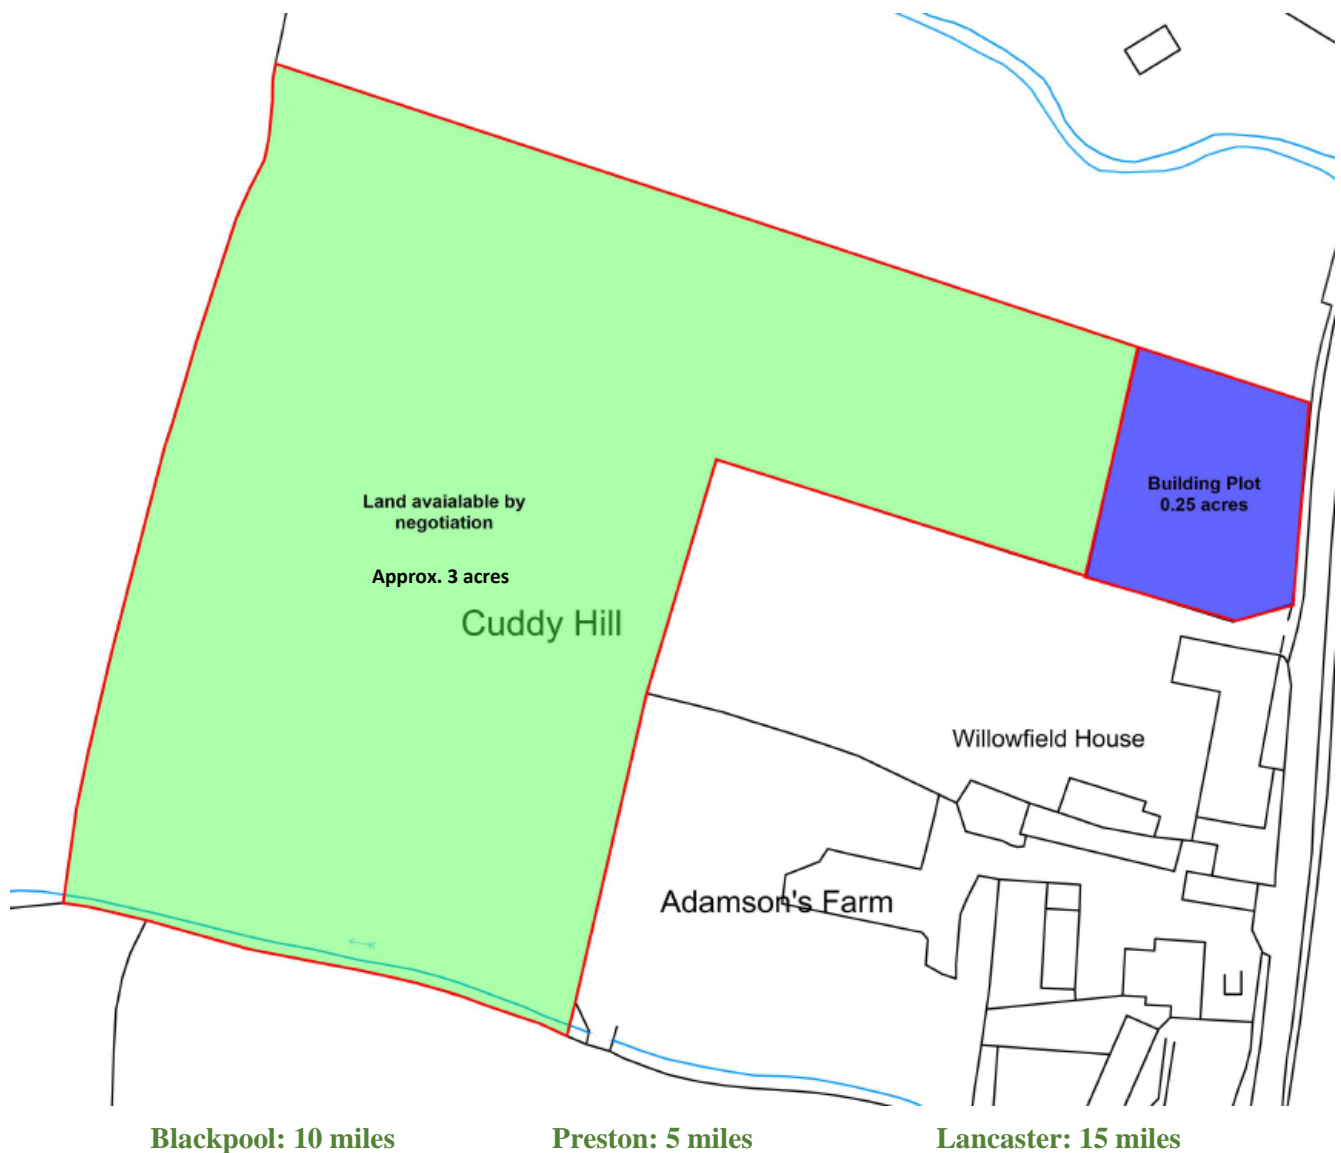 Land avaialable by
negotiation
Approx. 3 acres
Cuddy Hill
Building Plot
0.25 acres
Willowfield House
Adamson's Farm
Blackpool: 10 miles Preston: 5 miles Lancaster: 15 miles